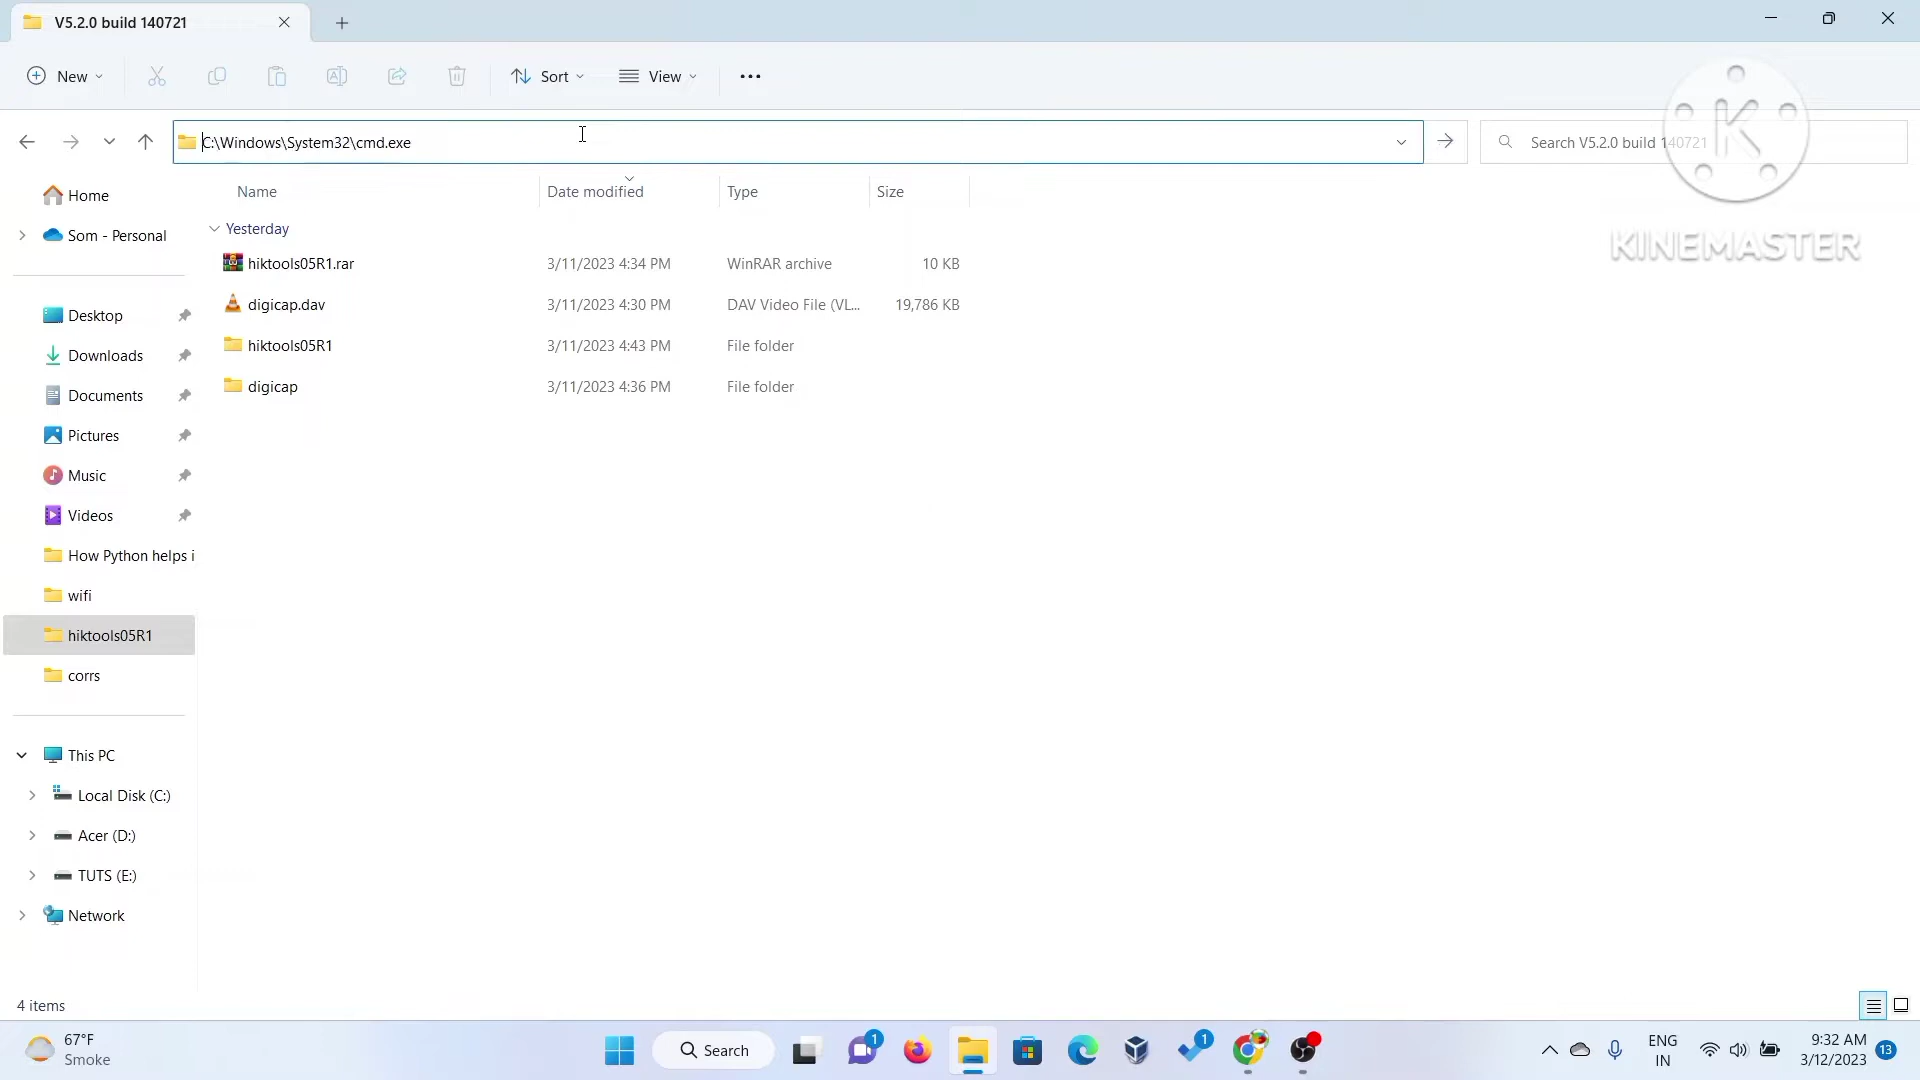 V5.2.0 build 140721
New
Sort
View
C:\Windows\System32\cmd.exe
Search V5.2.0 build 140721
K
KINEMASTER
Name
Date modified
Type
Size
Yesterday
hiktools05R1.rar
3/11/2023 4:34 PM
WinRAR archive
10 KB
digicap.dav
3/11/2023 4:30 PM
DAV Video File (VL...
19,786 KB
hiktools05R1
3/11/2023 4:43 PM
File folder
digicap
3/11/2023 4:36 PM
File folder
Home
Som - Personal
Desktop
Downloads
Documents
Pictures
Music
Videos
How Python helps i
wifi
hiktools05R1
corrs
This PC
Local Disk (C:)
Acer (D:)
TUTS (E:)
Network
4 items
67°F
Smoke
Search
1
1
ENG
IN
9:32 AM
3/12/2023
13